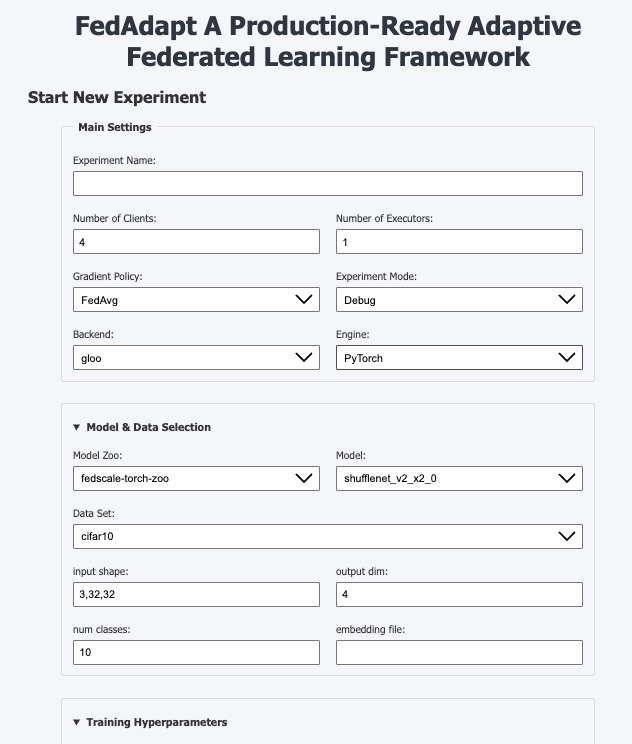 FedAdapt A Production-Ready Adaptive
Federated Learning Framework
Start New Experiment
Main Settings
Experiment Name:
Number of Clients:
Number of Executors:
4
1
Gradient Policy:
Experiment Mode:
FedAvg
Debug
Backend:
Engine:
gloo
PyTorch
▼ Model & Data Selection
Model Zoo:
Model:
fedscale-torch-zoo
shufflenet_v2_x2_0
Data Set:
cifar10
input shape:
output dim:
3,32,32
4
num classes:
embedding file:
10
▼ Training Hyperparameters